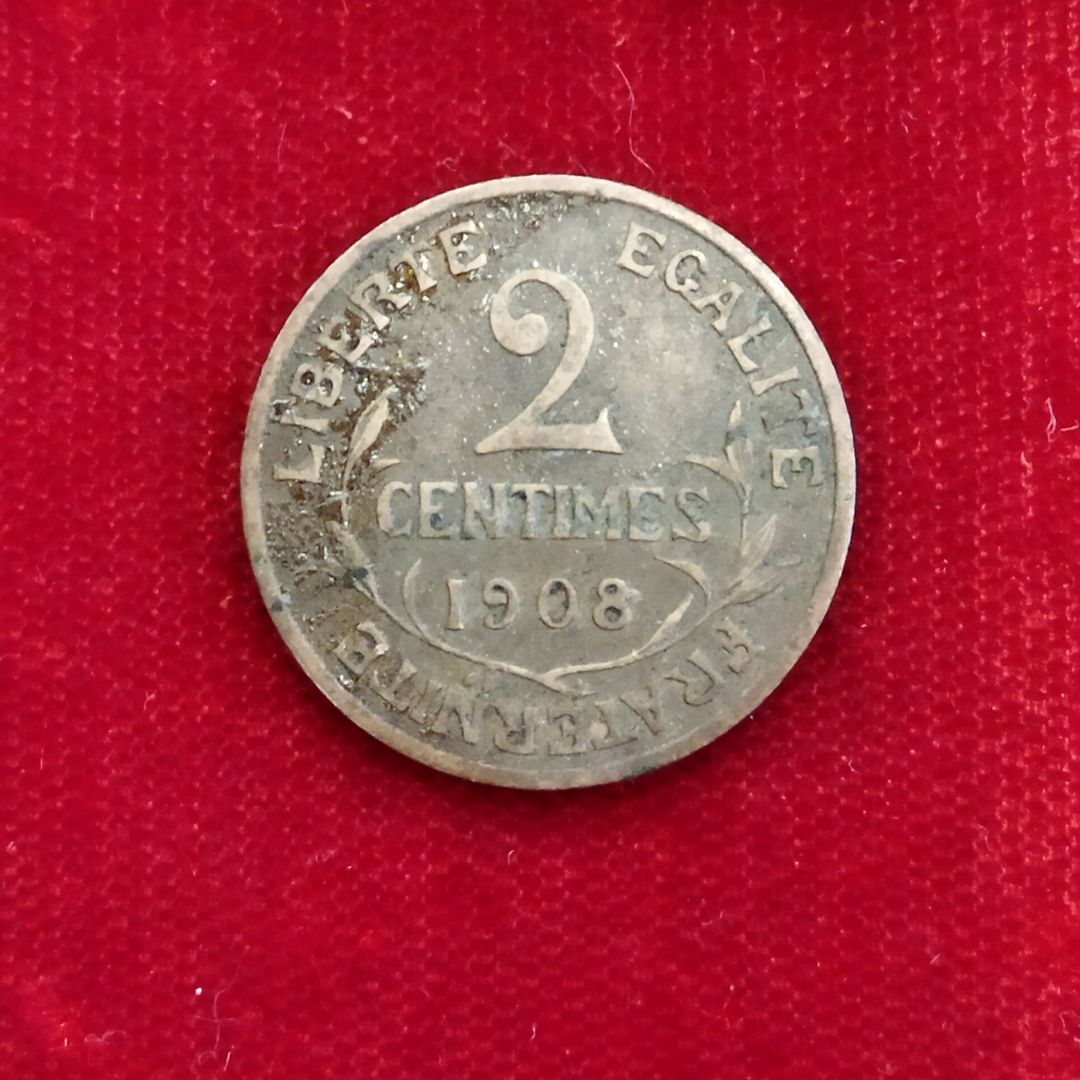 LIBERTE EGALITE FRATERNITE
2
CENTIMES
1908